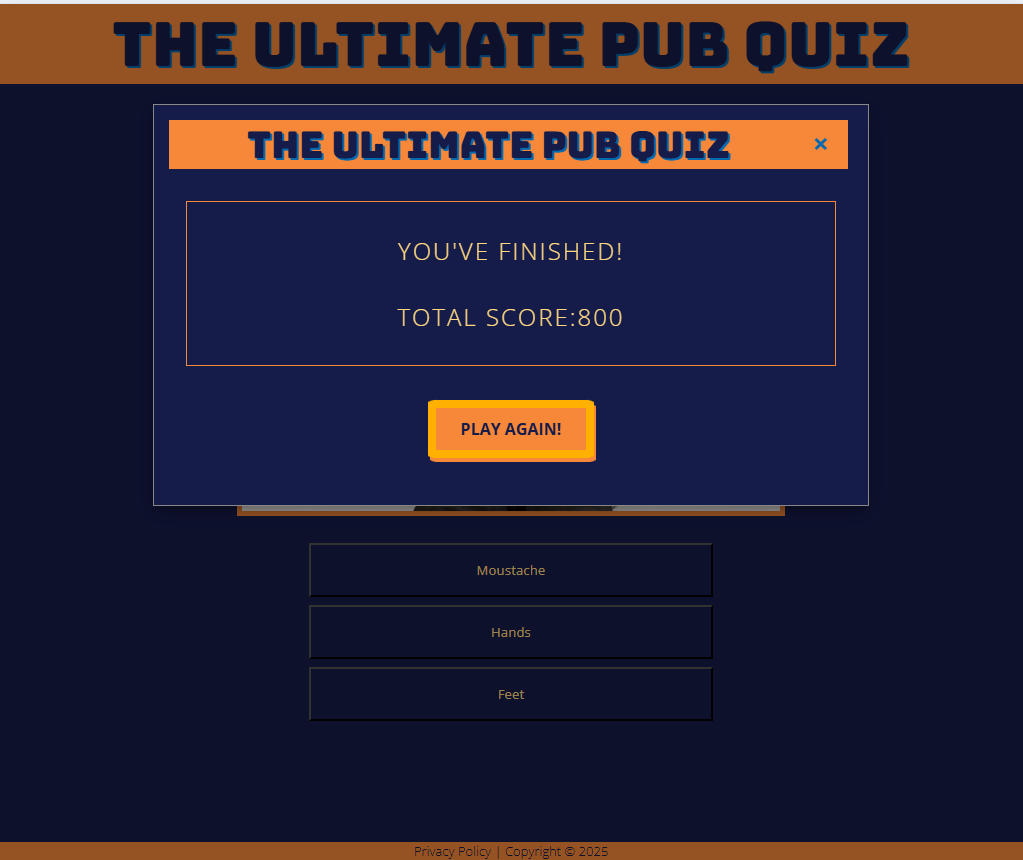 THE ULTIMATE PUB QUIZ
THE ULTIMATE PUB QUIZ ×
YOU'VE FINISHED!
TOTAL SCORE:800
PLAY AGAIN!
Moustache
Hands
Feet
Privacy Policy | Copyright © 2025